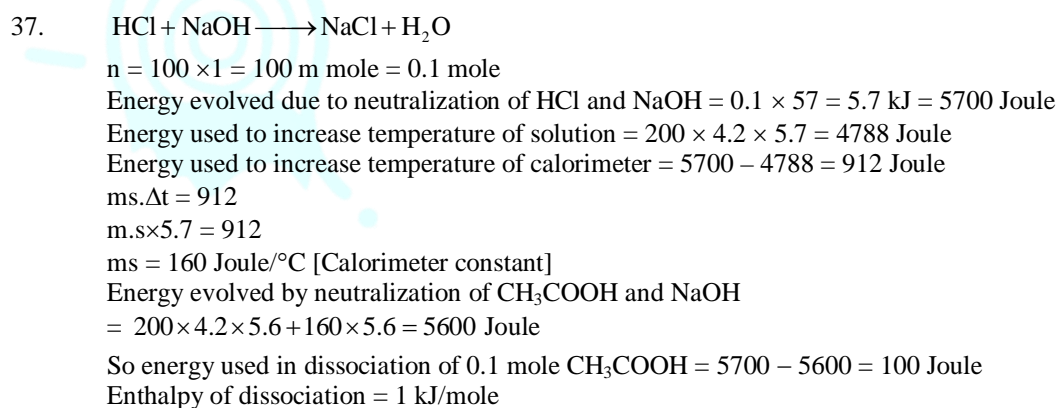 37. HCl + NaOH ⟶ NaCl + H₂O
n = 100 ×1 = 100 m mole = 0.1 mole
Energy evolved due to neutralization of HCl and NaOH = 0.1 × 57 = 5.7 kJ = 5700 Joule
Energy used to increase temperature of solution = 200 × 4.2 × 5.7 = 4788 Joule
Energy used to increase temperature of calorimeter = 5700 – 4788 = 912 Joule
ms.Δt = 912
m.s×5.7 = 912
ms = 160 Joule/°C [Calorimeter constant]
Energy evolved by neutralization of CH₃COOH and NaOH
= 200×4.2×5.6+160×5.6 = 5600 Joule
So energy used in dissociation of 0.1 mole CH₃COOH = 5700 − 5600 = 100 Joule
Enthalpy of dissociation = 1 kJ/mole